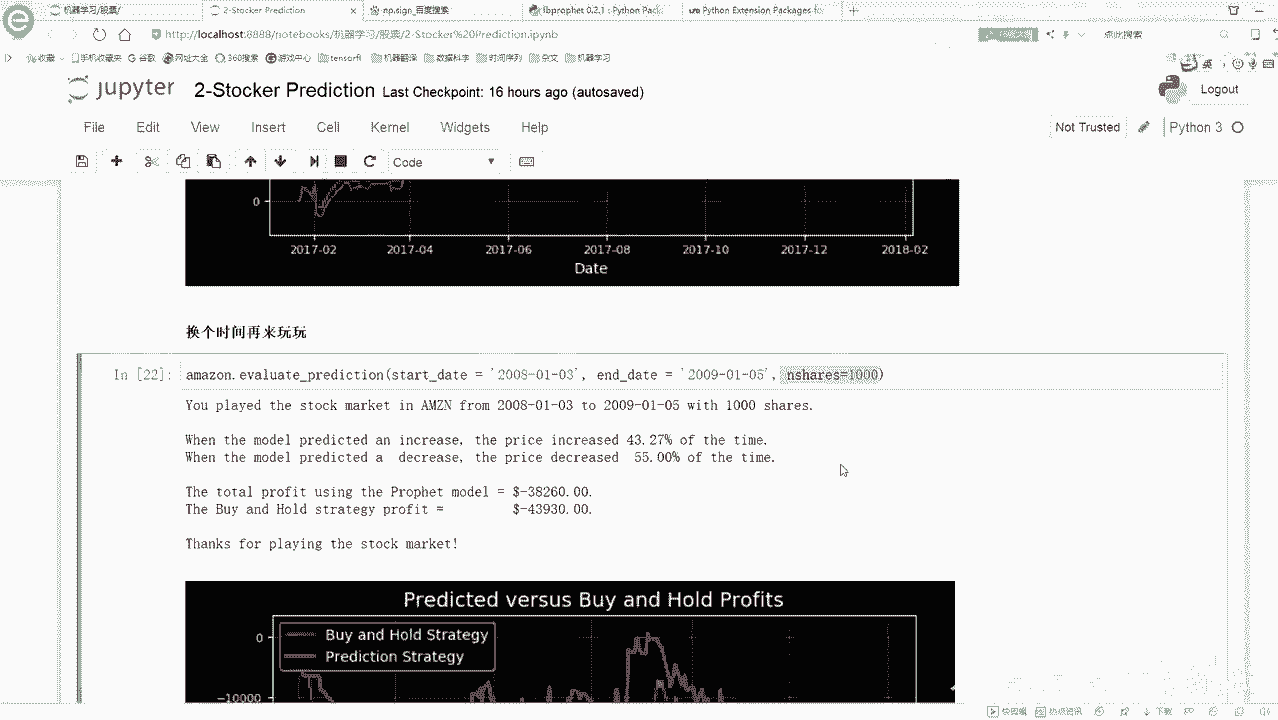 机器学习/股票/
2-Stocker Prediction
np.sign_百度搜索
libprophet 0.2.1 : Python Pack
Python Extension Packages fo
http://localhost:8888/notebooks/机器学习/股票/2-Stocker%20Prediction.ipynb
点此搜索
收藏
手机收藏夹
谷歌
网址大全
360搜索
游戏中心
tensorfl
机器翻译
数据科学
时间序列
杂文
机器学习
jupyter 2-Stocker Prediction Last Checkpoint: 16 hours ago (autosaved)
Logout
File Edit View Insert Cell Kernel Widgets Help
Not Trusted
Python 3
Code
0
2017-02 2017-04 2017-06 2017-08 2017-10 2017-12 2018-02
Date
换个时间再来玩玩
In [22]: amazon.evaluate_prediction(start_date = '2008-01-03', end_date = '2009-01-05', nshares=1000)
You played the stock market in AMZN from 2008-01-03 to 2009-01-05 with 1000 shares.
When the model predicted an increase, the price increased 43.27% of the time.
When the model predicted a  decrease, the price decreased  55.00% of the time.
The total profit using the Prophet model = $-38260.00.
The Buy and Hold strategy profit =         $-43930.00.
Thanks for playing the stock market!
Predicted versus Buy and Hold Profits
0
Buy and Hold Strategy
Prediction Strategy
−10000
快剪辑
热极资讯
下载